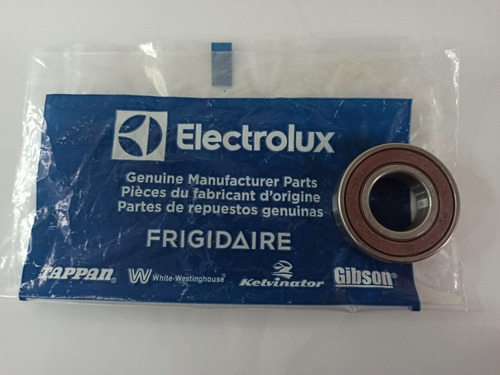 Electrolux
Genuine Manufacturer Parts
Pièces du fabricant d'origine
Partes de repuestos genuinas
FRIGIDAIRE
TAPPAN® White-Westinghouse® Kelvinator Gibson®